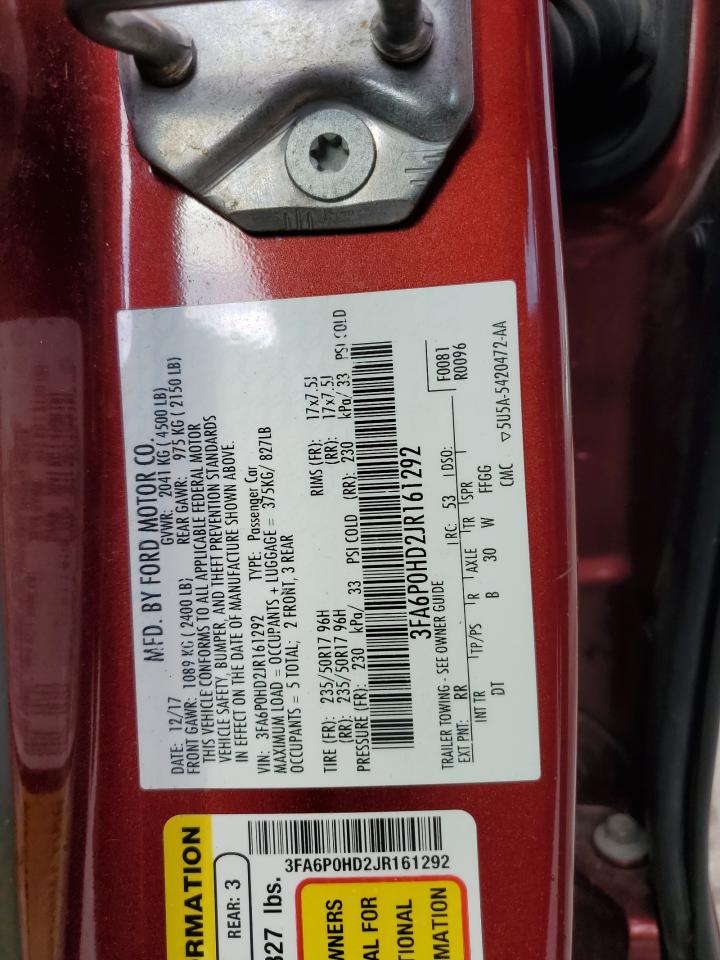 MFD. BY FORD MOTOR CO.
DATE: 12/17 GVWR: 2041 KG ( 4500 LB)
FRONT GAWR: 1089 KG ( 2400 LB) REAR GAWR: 975 KG ( 2150 LB)
THIS VEHICLE CONFORMS TO ALL APPLICABLE FEDERAL MOTOR
VEHICLE SAFETY, BUMPER, AND THEFT PREVENTION STANDARDS
IN EFFECT ON THE DATE OF MANUFACTURE SHOWN ABOVE.
VIN: 3FA6P0HD2JR161292 TYPE: Passenger Car
MAXIMUM LOAD = OCCUPANTS + LUGGAGE = 375KG/ 827LB
OCCUPANTS = 5 TOTAL; 2 FRONT, 3 REAR
TIRE (FR): 235/50R17 96H RIMS (FR): 17x7.5J
(RR): 235/50R17 96H (RR): 17x7.5J
PRESSURE (FR): 230 kPa/ 33 PSI COLD (RR): 230 kPa/ 33 PSI COLD
3FA6P0HD2JR161292
TRAILER TOWING - SEE OWNER GUIDE
F0081
R0096
EXT PNT: RR RC: 53 DSO:
INT TR TP/PS R AXLE TR SPR
DT B 30 W FFGG
CMC ▽5U5A-5420472-AA
3FA6P0HD2JR161292
RMATION
REAR: 3
827 lbs.
WNERS
AL FOR
TIONAL
MATION